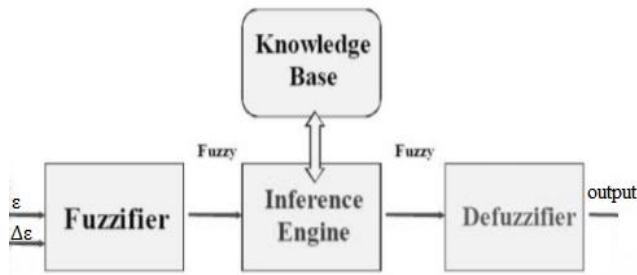 Knowledge
Base
Fuzzy
Fuzzy
ε
Δε
Fuzzifier
Inference
Engine
Defuzzifier
output